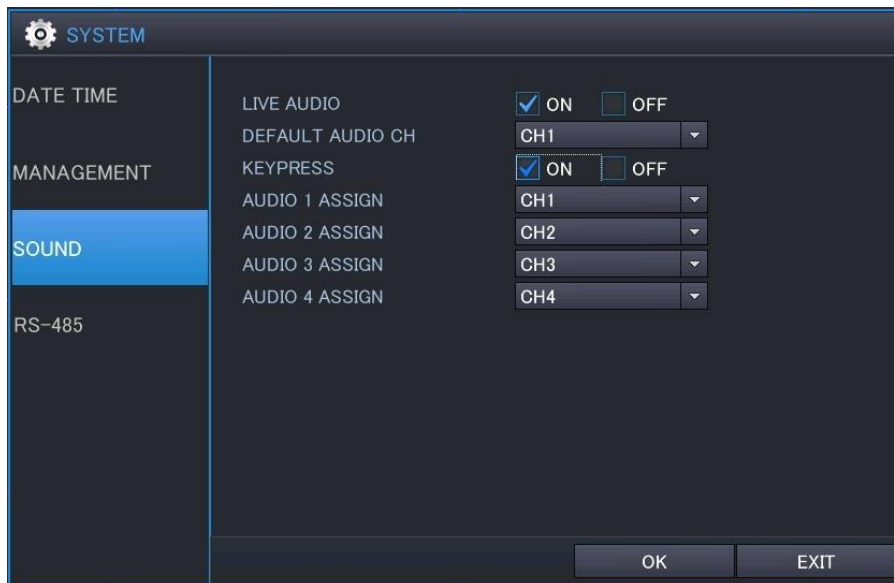 SYSTEM
DATE TIME
MANAGEMENT
SOUND
RS-485
LIVE AUDIO ON OFF
DEFAULT AUDIO CH CH1
KEYPRESS ON OFF
AUDIO 1 ASSIGN CH1
AUDIO 2 ASSIGN CH2
AUDIO 3 ASSIGN CH3
AUDIO 4 ASSIGN CH4
OK EXIT